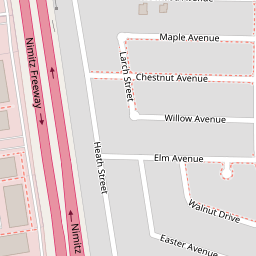 Avenue
Maple Avenue
Larch Street
Chestnut Avenue
Nimitz Freeway
Willow Avenue
Heath Street
Elm Avenue
Nimitz
Walnut Drive
Easter Avenue